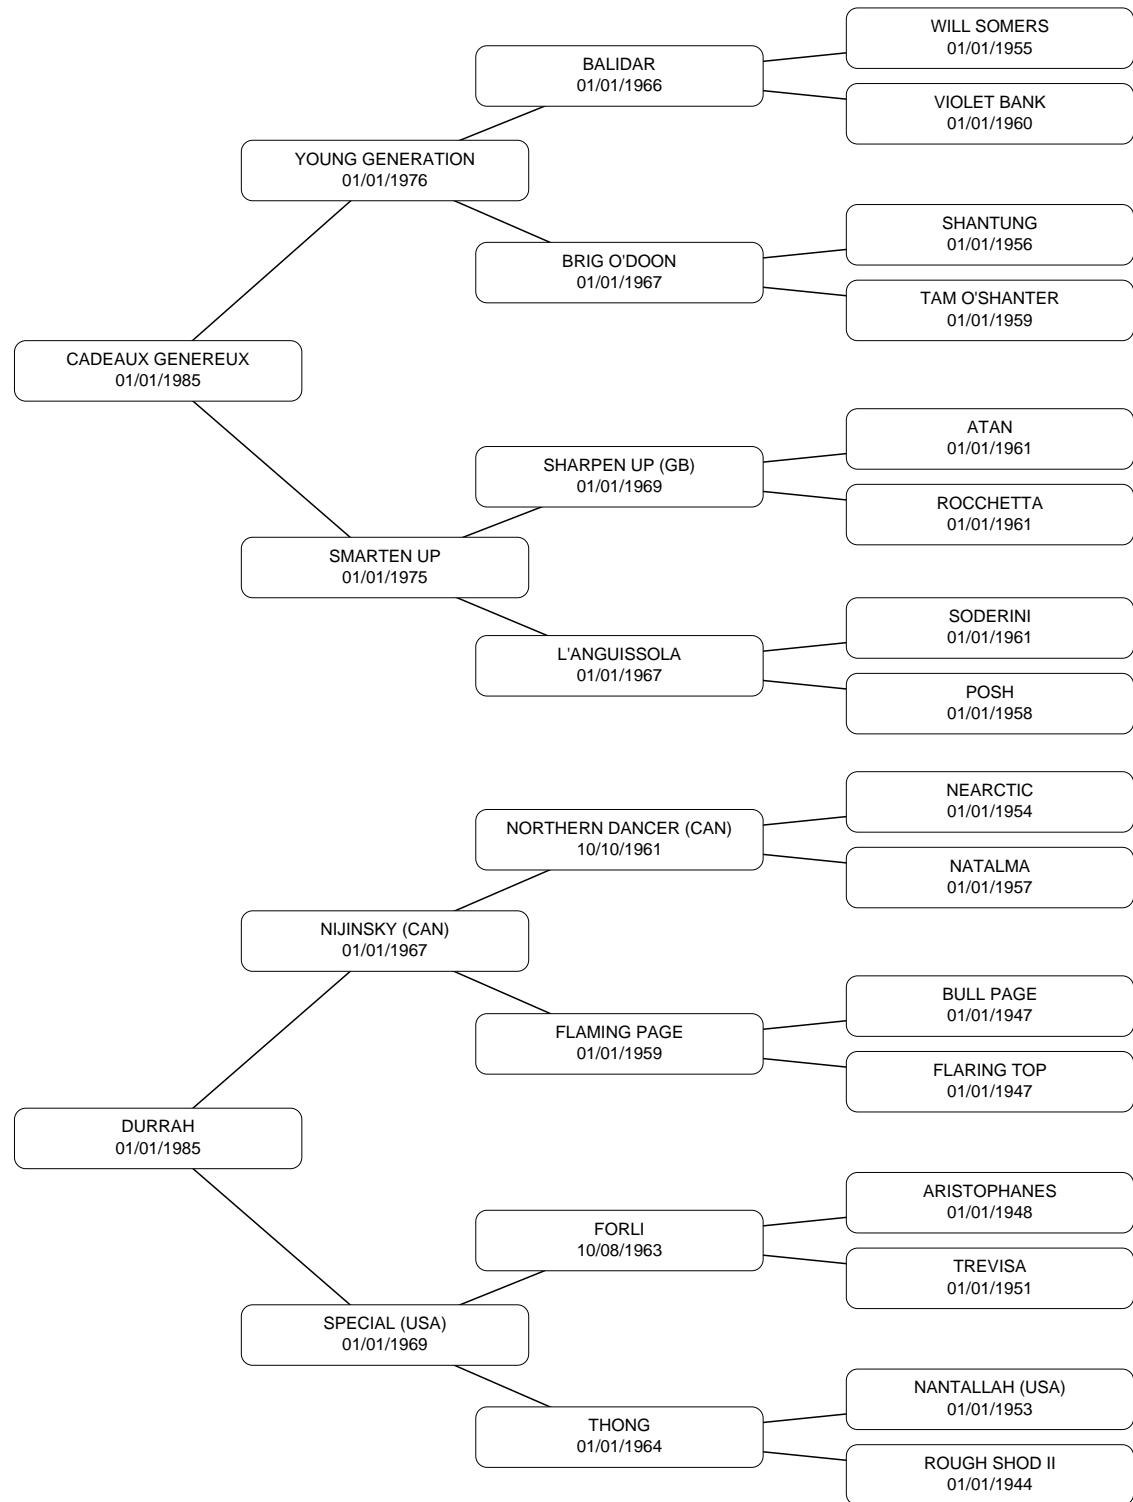 WILL SOMERS
01/01/1955
BALIDAR
01/01/1966
VIOLET BANK
01/01/1960
YOUNG GENERATION
01/01/1976
SHANTUNG
01/01/1956
BRIG O'DOON
01/01/1967
TAM O'SHANTER
01/01/1959
CADEAUX GENEREUX
01/01/1985
ATAN
01/01/1961
SHARPEN UP (GB)
01/01/1969
ROCCHETTA
01/01/1961
SMARTEN UP
01/01/1975
SODERINI
01/01/1961
L'ANGUISSOLA
01/01/1967
POSH
01/01/1958
NEARCTIC
01/01/1954
NORTHERN DANCER (CAN)
10/10/1961
NATALMA
01/01/1957
NIJINSKY (CAN)
01/01/1967
BULL PAGE
01/01/1947
FLAMING PAGE
01/01/1959
FLARING TOP
01/01/1947
DURRAH
01/01/1985
ARISTOPHANES
01/01/1948
FORLI
10/08/1963
TREVISA
01/01/1951
SPECIAL (USA)
01/01/1969
NANTALLAH (USA)
01/01/1953
THONG
01/01/1964
ROUGH SHOD II
01/01/1944